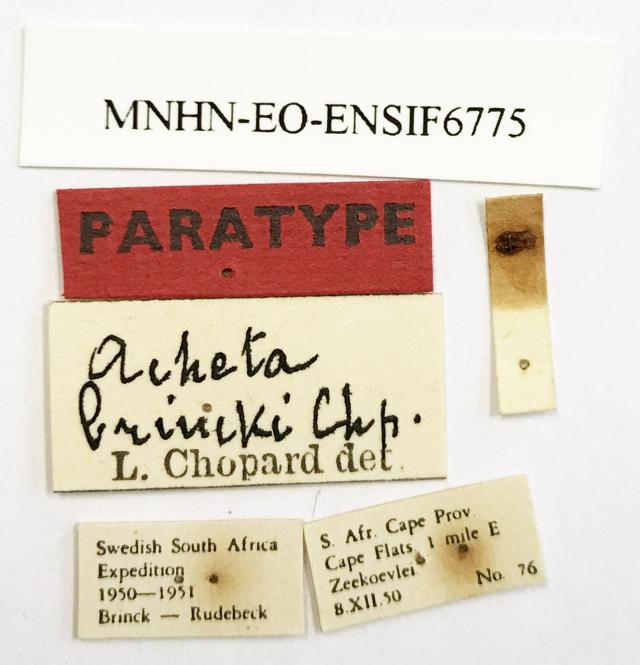 MNHN-EO-ENSIF6775
PARATYPE
Acheta
brincki Chp.
L. Chopard det.
Swedish South Africa
Expedition
1950—1951
Brinck — Rudebeck
S. Afr. Cape Prov.
Cape Flats, 1 mile E
Zeekoevlei
8.XII.50 No. 76